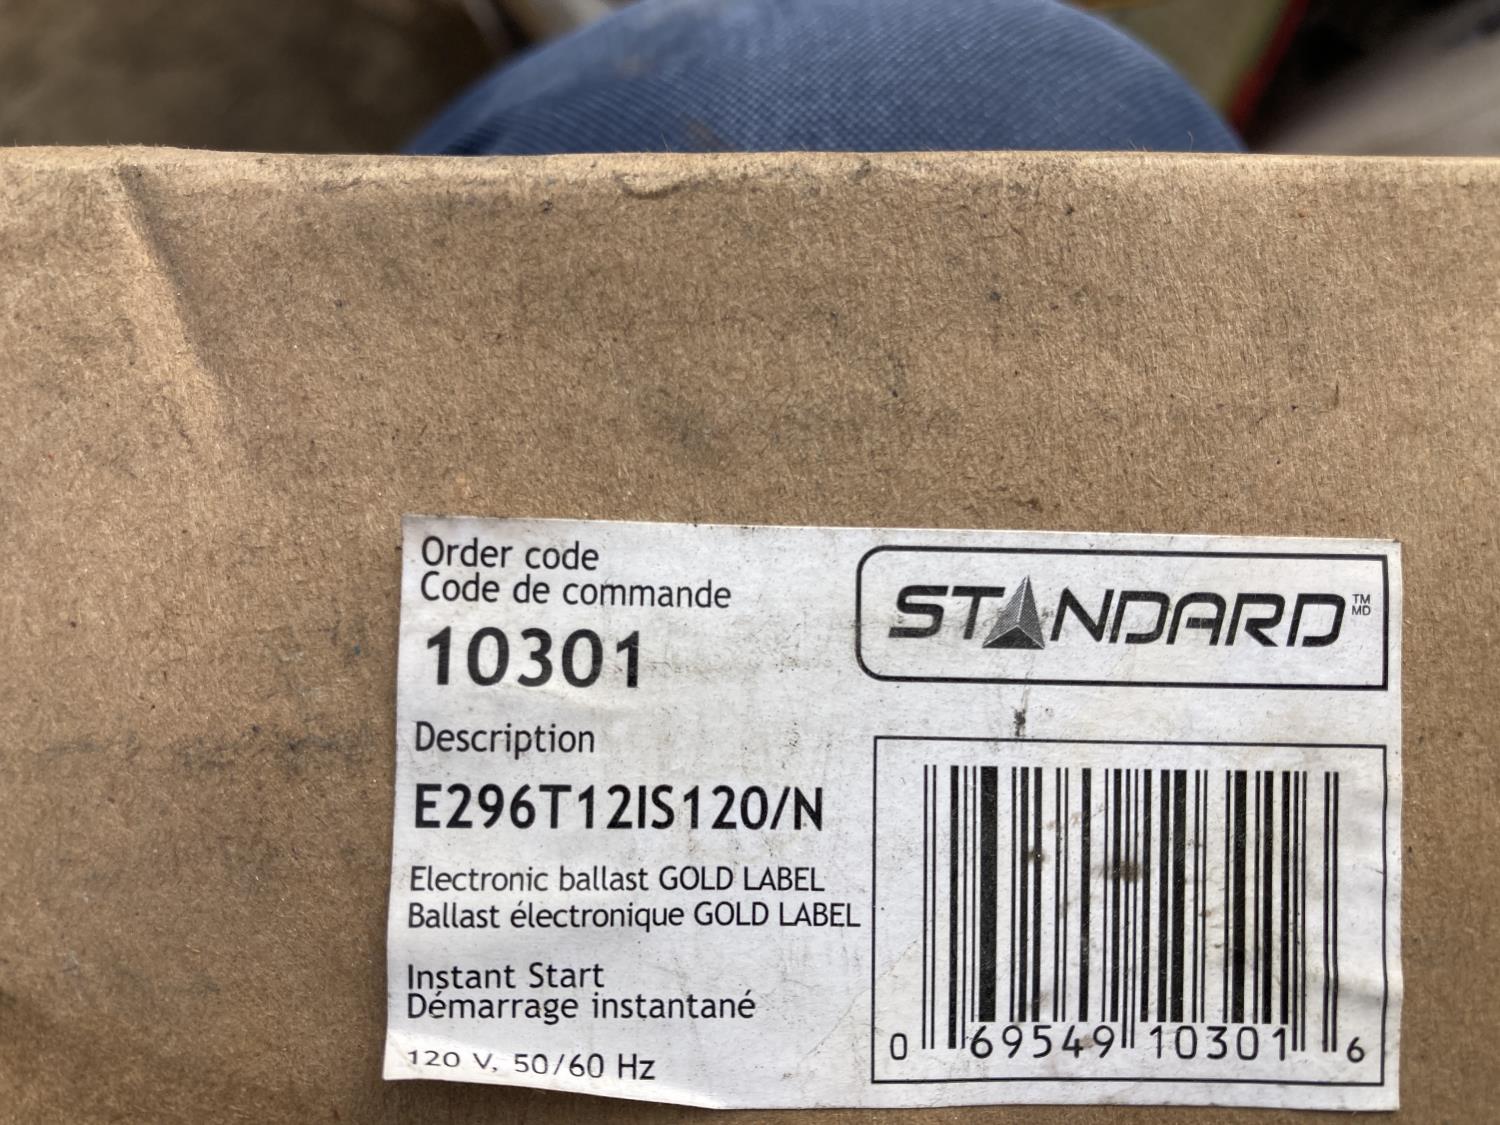 Order code
Code de commande
10301
Description
E296T12IS120/N
Electronic ballast GOLD LABEL
Ballast électronique GOLD LABEL
Instant Start
Démarrage instantané
120 V, 50/60 Hz
STANDARD TM MD
0 69549 10301 6